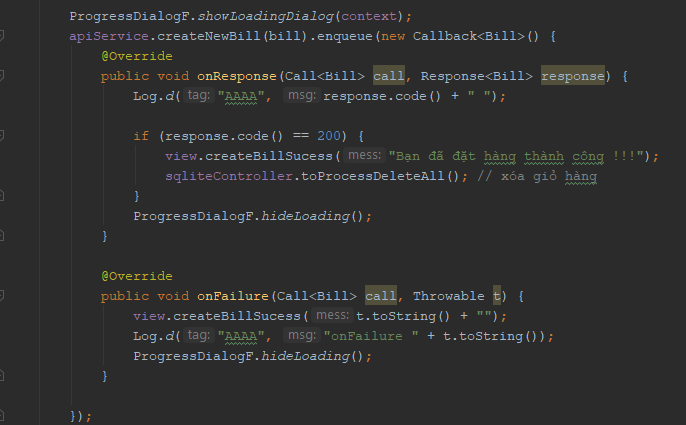 ProgressDialogF.showLoadingDialog(context);
apiService.createNewBill(bill).enqueue(new Callback<Bill>() {
@Override
public void onResponse(Call<Bill> call, Response<Bill> response) {
Log.d( tag: "AAAA", msg: response.code() + " ");
if (response.code() == 200) {
view.createBillSucess( mess: "Bạn đã đặt hàng thành công !!!");
sqliteController.toProcessDeleteAll(); // xóa giỏ hàng
}
ProgressDialogF.hideLoading();
}
@Override
public void onFailure(Call<Bill> call, Throwable t) {
view.createBillSucess( mess: t.toString() + "");
Log.d( tag: "AAAA", msg: "onFailure " + t.toString());
ProgressDialogF.hideLoading();
}
});